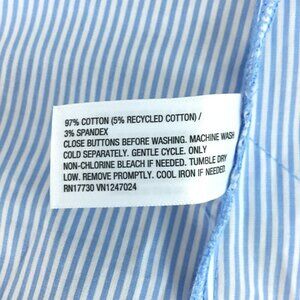 97% COTTON (5% RECYCLED COTTON) /
3% SPANDEX
CLOSE BUTTONS BEFORE WASHING. MACHINE WASH
COLD SEPARATELY. GENTLE CYCLE. ONLY
NON-CHLORINE BLEACH IF NEEDED. TUMBLE DRY
LOW. REMOVE PROMPTLY. COOL IRON IF NEEDED.
RN17730 VN1247024